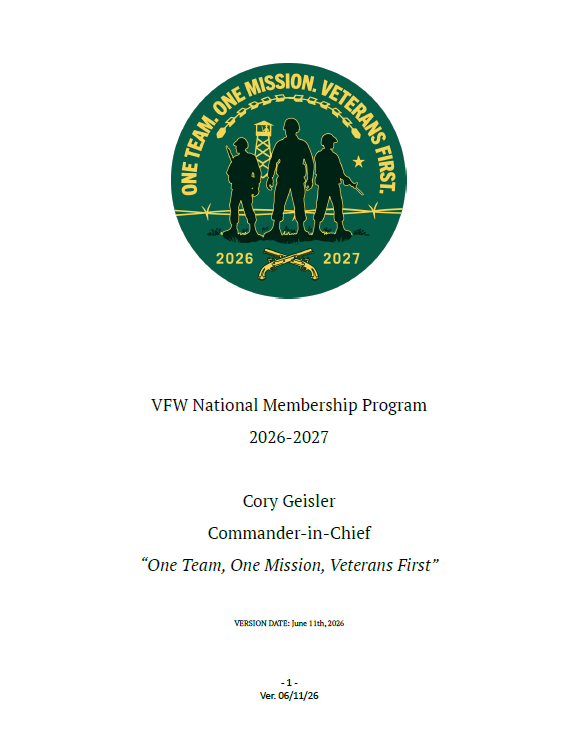 ONE TEAM. ONE MISSION. VETERANS FIRST.
2026 2027
VFW National Membership Program
2026-2027
Cory Geisler
Commander-in-Chief
“One Team, One Mission, Veterans First”
VERSION DATE: June 11th, 2026
- 1 -
Ver. 06/11/26